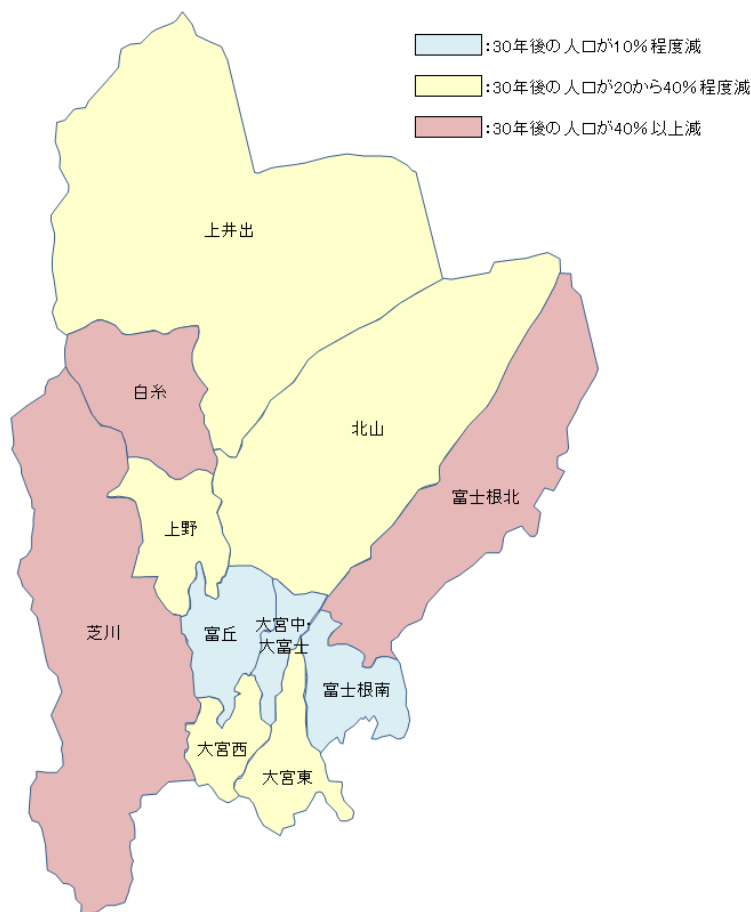 :30年後の人口が10%程度減
:30年後の人口が20から40%程度減
:30年後の人口が40%以上減
上井出
白糸
北山
富士根北
上野
芝川
富丘
大宮中・
大富士
富士根南
大宮西
大宮東